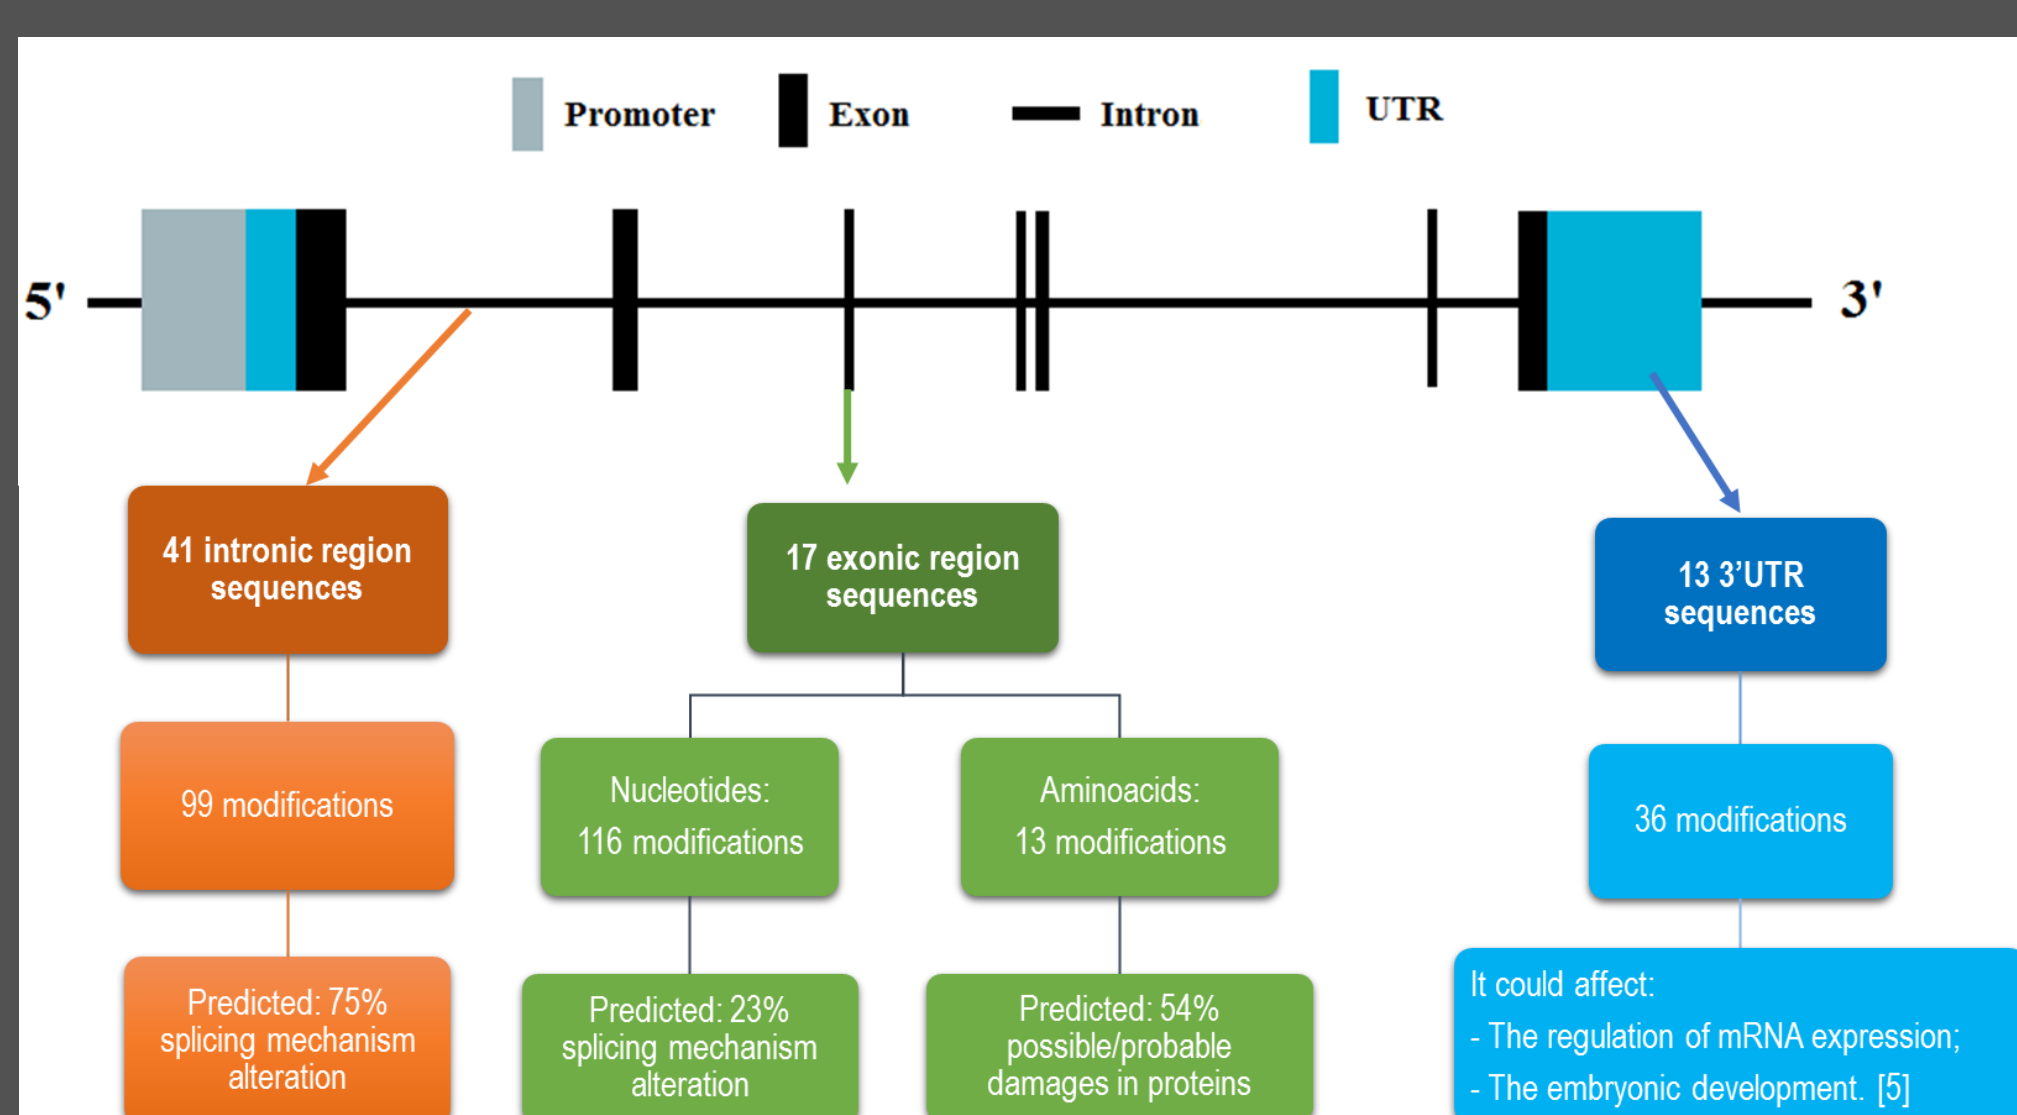 Promoter
Exon
Intron
UTR
5'
3'
41 intronic region
sequences
17 exonic region
sequences
13 3’UTR
sequences
99 modifications
Nucleotides:
116 modifications
Aminoacids:
13 modifications
36 modifications
Predicted: 75%
splicing mechanism
alteration
Predicted: 23%
splicing mechanism
alteration
Predicted: 54%
possible/probable
damages in proteins
It could affect:
- The regulation of mRNA expression;
- The embryonic development. [5]